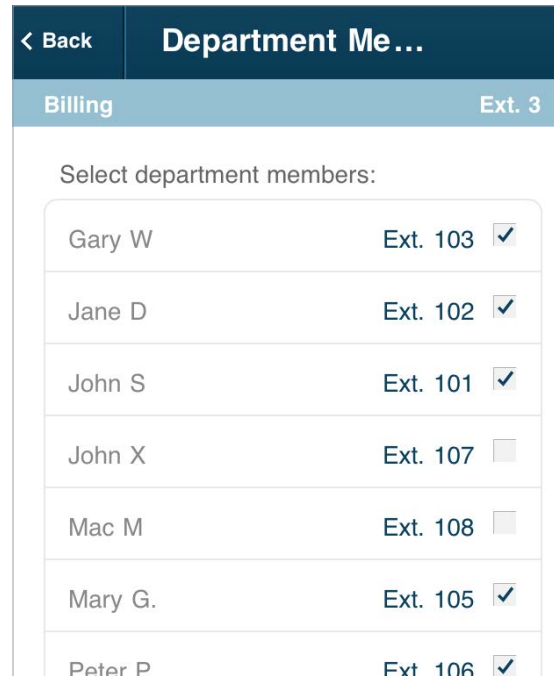 Back
Department Me...
Billing Ext. 3
Select department members:
Gary W Ext. 103
Jane D Ext. 102
John S Ext. 101
John X Ext. 107
Mac M Ext. 108
Mary G. Ext. 105
Peter P Ext. 106